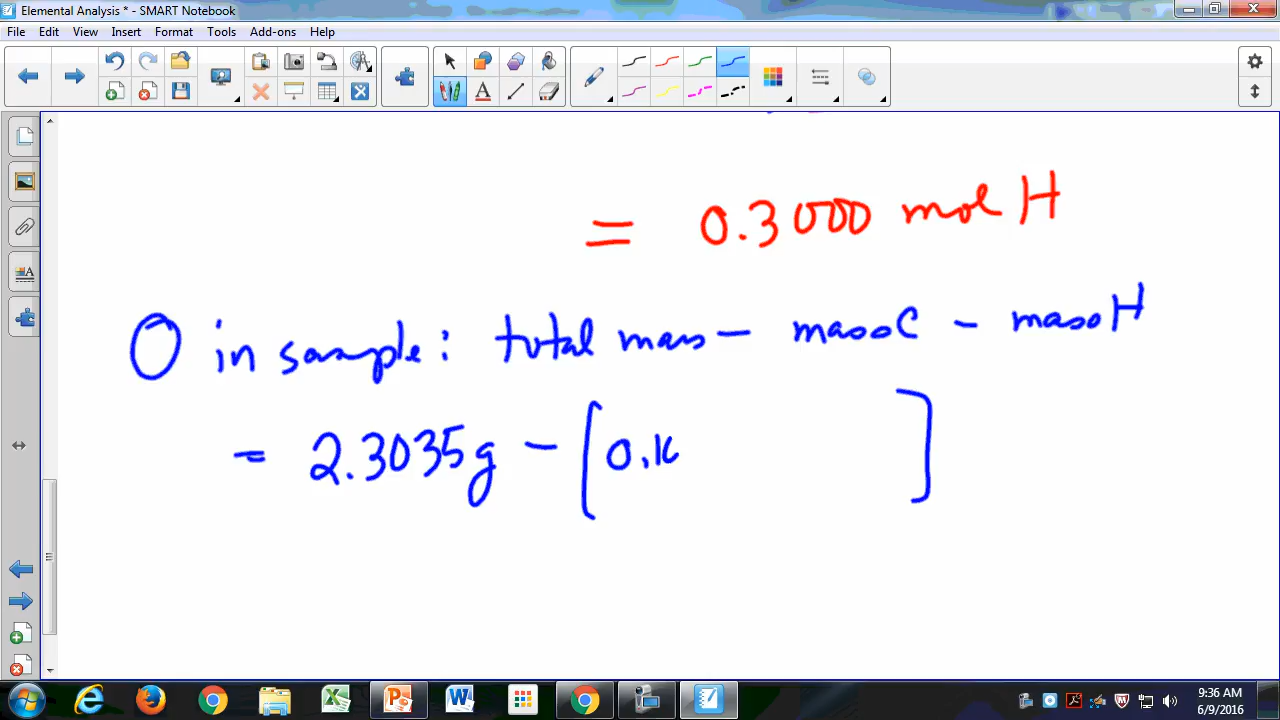 Elemental Analysis * - SMART Notebook
File Edit View Insert Format Tools Add-ons Help
= 0.3000 mol H
O in sample: total mass - mass C - mass H
= 2.3035g - [0.10 ]
9:36 AM
6/9/2016